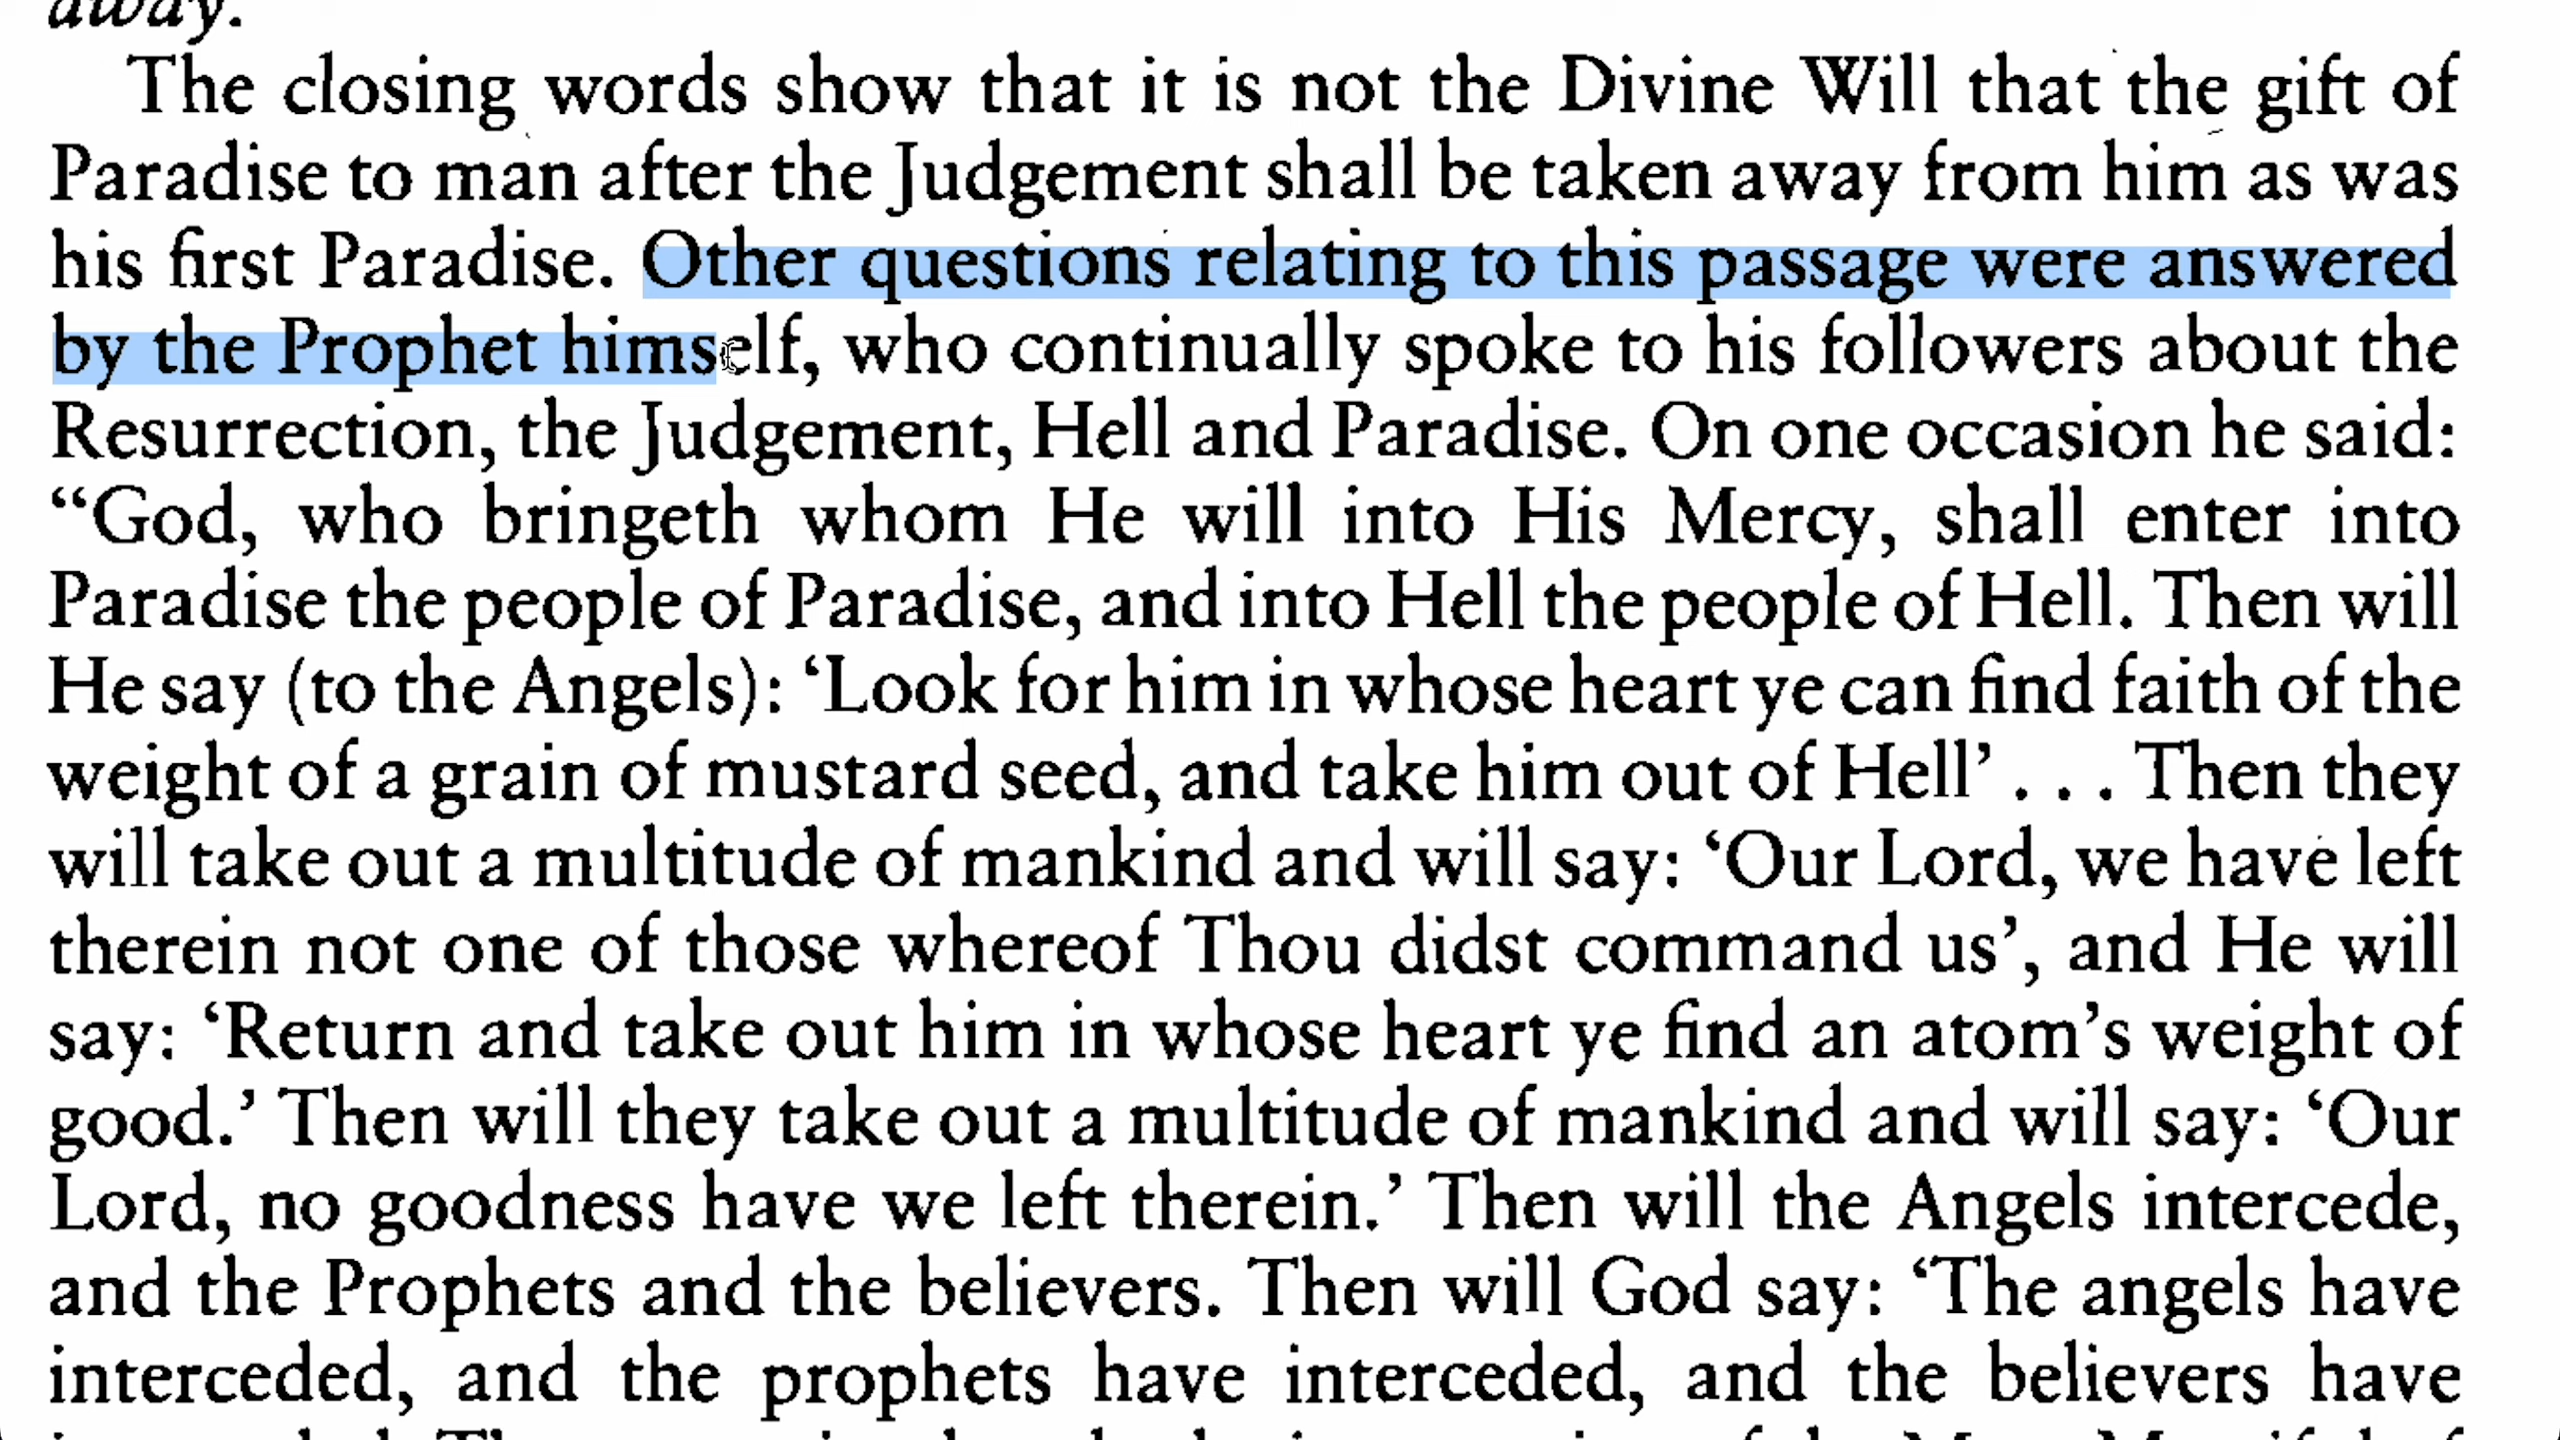 away.
The closing words show that it is not the Divine Will that the gift of
Paradise to man after the Judgement shall be taken away from him as was
his first Paradise. Other questions relating to this passage were answered
by the Prophet himself, who continually spoke to his followers about the
Resurrection, the Judgement, Hell and Paradise. On one occasion he said:
“God, who bringeth whom He will into His Mercy, shall enter into
Paradise the people of Paradise, and into Hell the people of Hell. Then will
He say (to the Angels): ‘Look for him in whose heart ye can find faith of the
weight of a grain of mustard seed, and take him out of Hell’ . . . Then they
will take out a multitude of mankind and will say: ‘Our Lord, we have left
therein not one of those whereof Thou didst command us’, and He will
say: ‘Return and take out him in whose heart ye find an atom’s weight of
good.’ Then will they take out a multitude of mankind and will say: ‘Our
Lord, no goodness have we left therein.’ Then will the Angels intercede,
and the Prophets and the believers. Then will God say: ‘The angels have
interceded, and the prophets have interceded, and the believers have